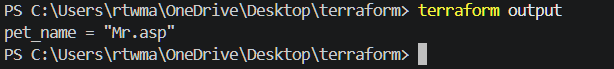 PS C:\Users\rtwma\OneDrive\Desktop\terraform> terraform output
pet_name = "Mr.asp"
PS C:\Users\rtwma\OneDrive\Desktop\terraform>